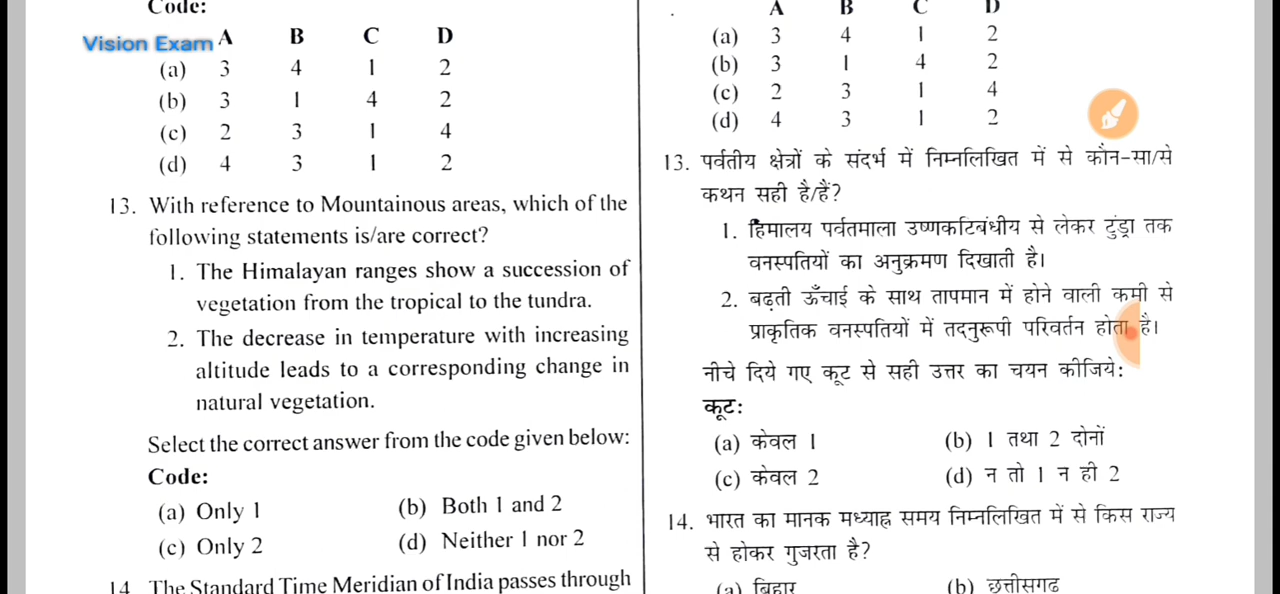 Code:
Vision Exam
A B C D
(a) 3 4 1 2
(b) 3 1 4 2
(c) 2 3 1 4
(d) 4 3 1 2
13. With reference to Mountainous areas, which of the
following statements is/are correct?
1. The Himalayan ranges show a succession of
vegetation from the tropical to the tundra.
2. The decrease in temperature with increasing
altitude leads to a corresponding change in
natural vegetation.
Select the correct answer from the code given below:
Code:
(a) Only 1 (b) Both 1 and 2
(c) Only 2 (d) Neither 1 nor 2
14. The Standard Time Meridian of India passes through
A B C D
(a) 3 4 1 2
(b) 3 1 4 2
(c) 2 3 1 4
(d) 4 3 1 2
13. पर्वतीय क्षेत्रों के संदर्भ में निम्नलिखित में से कौन-सा/से
कथन सही है/हैं?
1. हिमालय पर्वतमाला उष्णकटिबंधीय से लेकर टुंड्रा तक
वनस्पतियों का अनुक्रमण दिखाती है।
2. बढ़ती ऊँचाई के साथ तापमान में होने वाली कमी से
प्राकृतिक वनस्पतियों में तदनुरूपी परिवर्तन होता है।
नीचे दिये गए कूट से सही उत्तर का चयन कीजिये:
कूट:
(a) केवल 1 (b) 1 तथा 2 दोनों
(c) केवल 2 (d) न तो 1 न ही 2
14. भारत का मानक मध्याह्न समय निम्नलिखित में से किस राज्य
से होकर गुजरता है?
(a) बिहार (b) छत्तीसगढ़